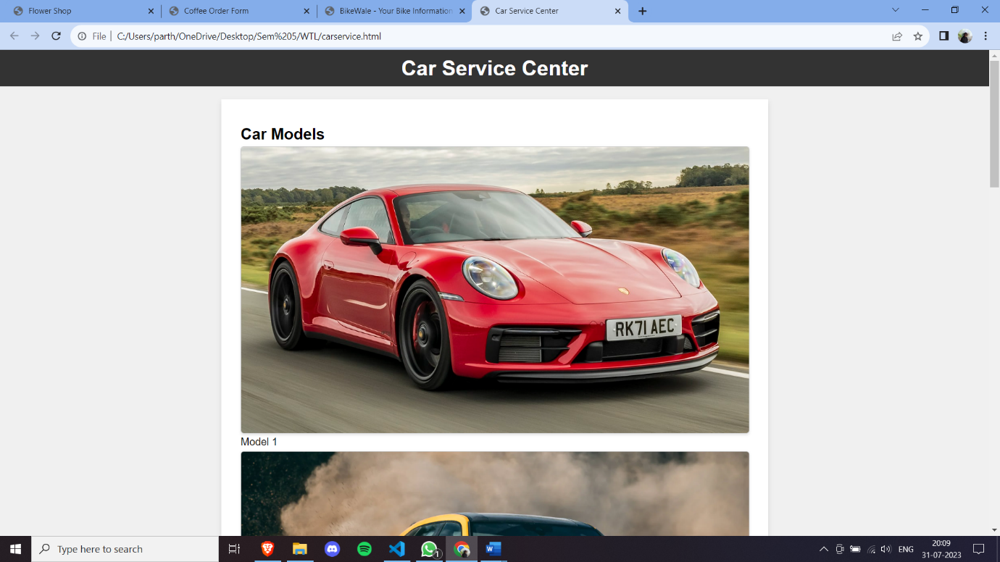 Flower Shop
Coffee Order Form
BikeWale - Your Bike Information
Car Service Center
File
C:/Users/parth/OneDrive/Desktop/Sem%205/WTL/carservice.html
Car Service Center
Car Models
RK71 AEC
Model 1
Type here to search
1
ENG
20:09
31-07-2023